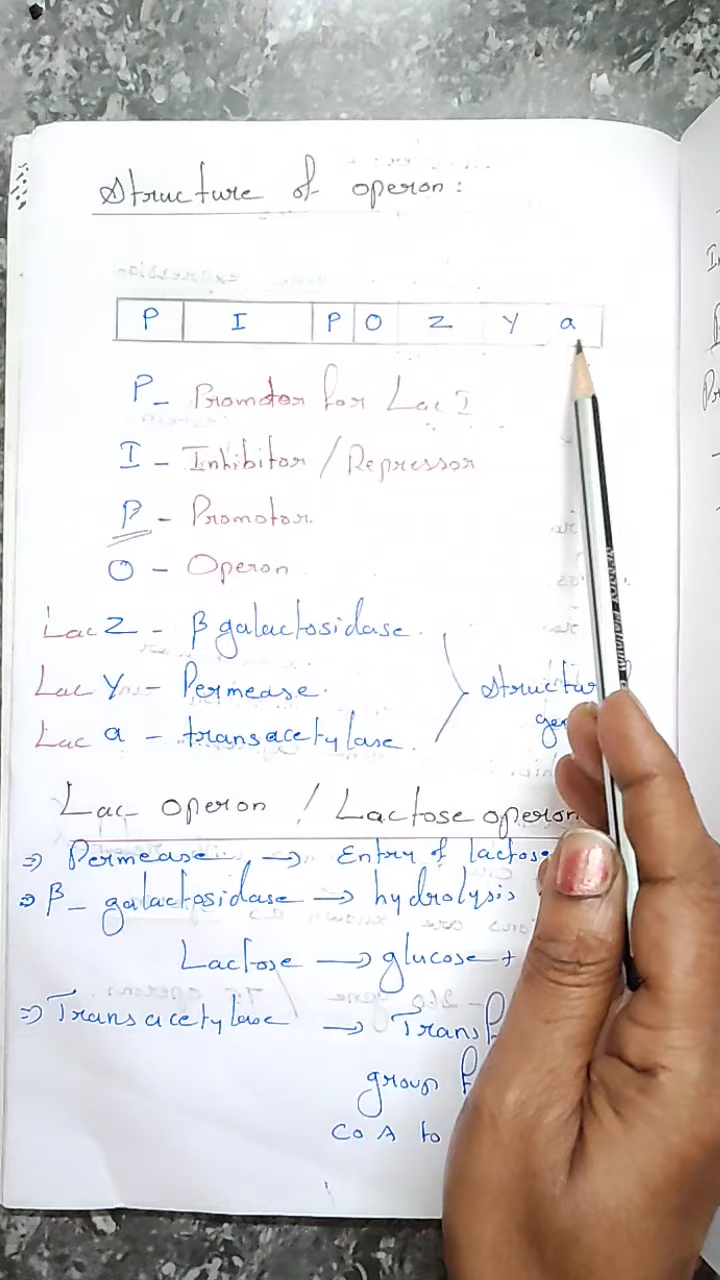 Structure of operon:
P I P O Z Y a
P - Promotor for Lac I
I - Inhibitor / Repressor
P - Promotor.
O - Operon
Lac Z - β galactosidase.
Lac Y - Permease.
Structur
Lac a - transacetylase.
Lac operon / Lactose operon
⇒ Permease → Entry of lactose
⇒ β - galactosidase → hydrolysis
Lactose → glucose +
⇒ Transacetylase →
group
CoA to